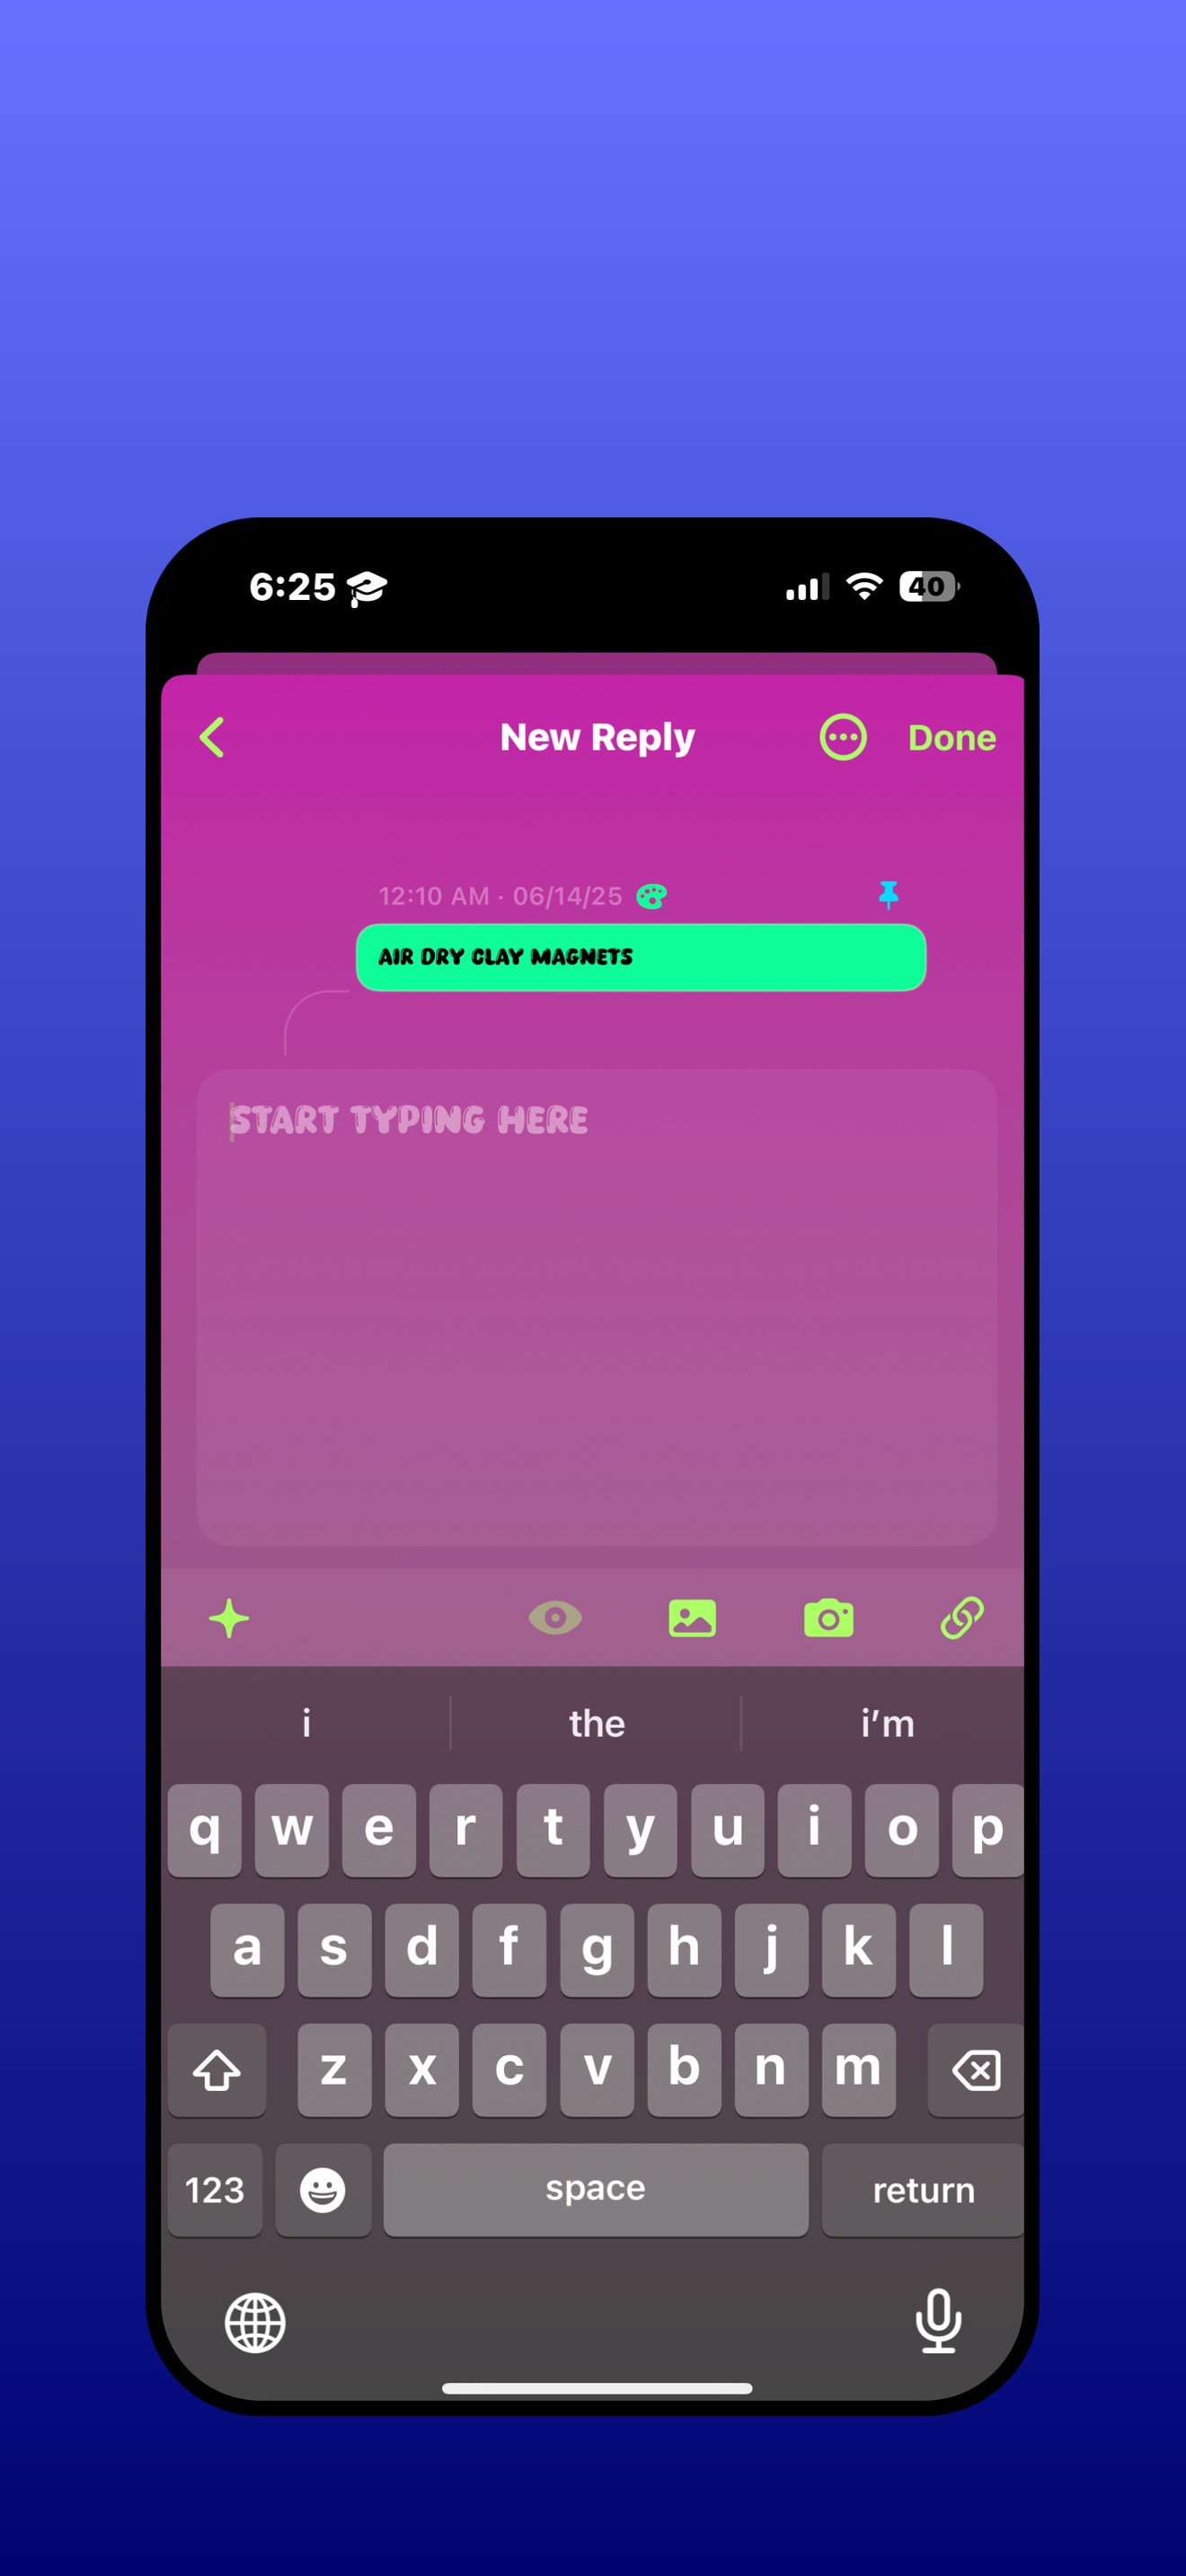 6:25
40
New Reply
Done
12:10 AM · 06/14/25
AIR DRY CLAY MAGNETS
START TYPING HERE
i the i'm
q w e r t y u i o p
a s d f g h j k l
z x c v b n m
123 space return